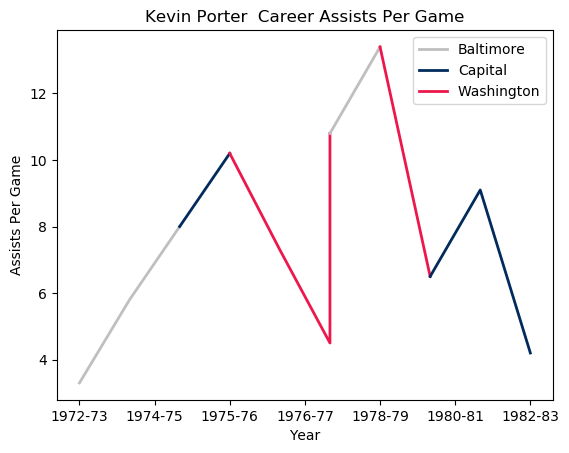 Kevin Porter  Career Assists Per Game
Baltimore
Capital
Washington
Assists Per Game
12
10
8
6
4
1972-73 1974-75 1975-76 1976-77 1978-79 1980-81 1982-83
Year